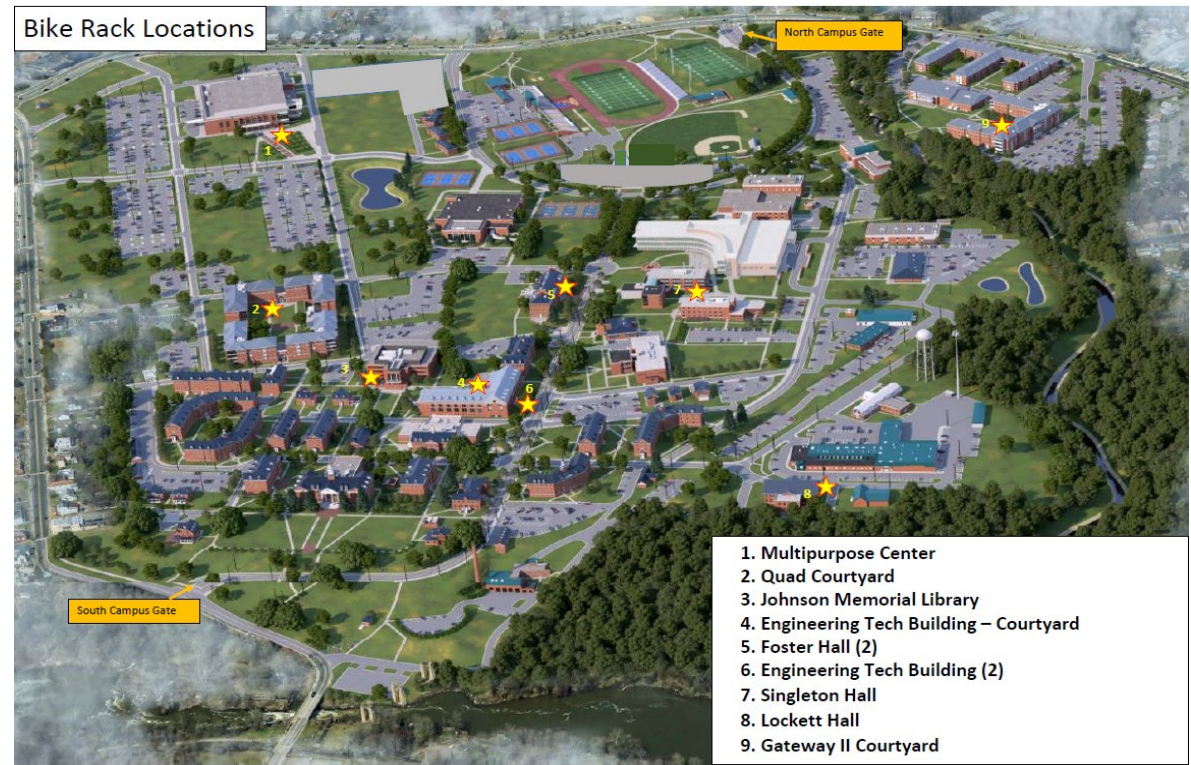 Bike Rack Locations
North Campus Gate
9
1
7
5
2
3
4
6
8
South Campus Gate
1. Multipurpose Center
2. Quad Courtyard
3. Johnson Memorial Library
4. Engineering Tech Building – Courtyard
5. Foster Hall (2)
6. Engineering Tech Building (2)
7. Singleton Hall
8. Lockett Hall
9. Gateway II Courtyard